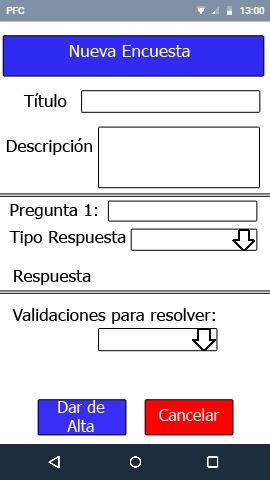 PFC 13:00
Nueva Encuesta
Título
Descripción
Pregunta 1:
Tipo Respuesta
Respuesta
Validaciones para resolver:
Dar de
Alta
Cancelar